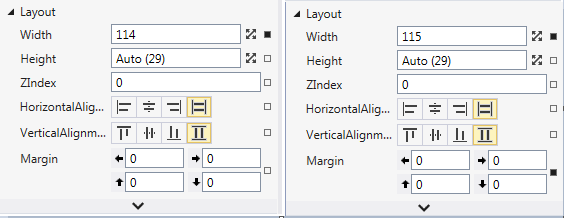 Layout
Width 114
Height Auto (29)
ZIndex 0
HorizontalAlig...
VerticalAlignm...
Margin 0 0
0 0
Layout
Width 115
Height Auto (29)
ZIndex 0
HorizontalAlig...
VerticalAlignm...
Margin 0 0
0 0